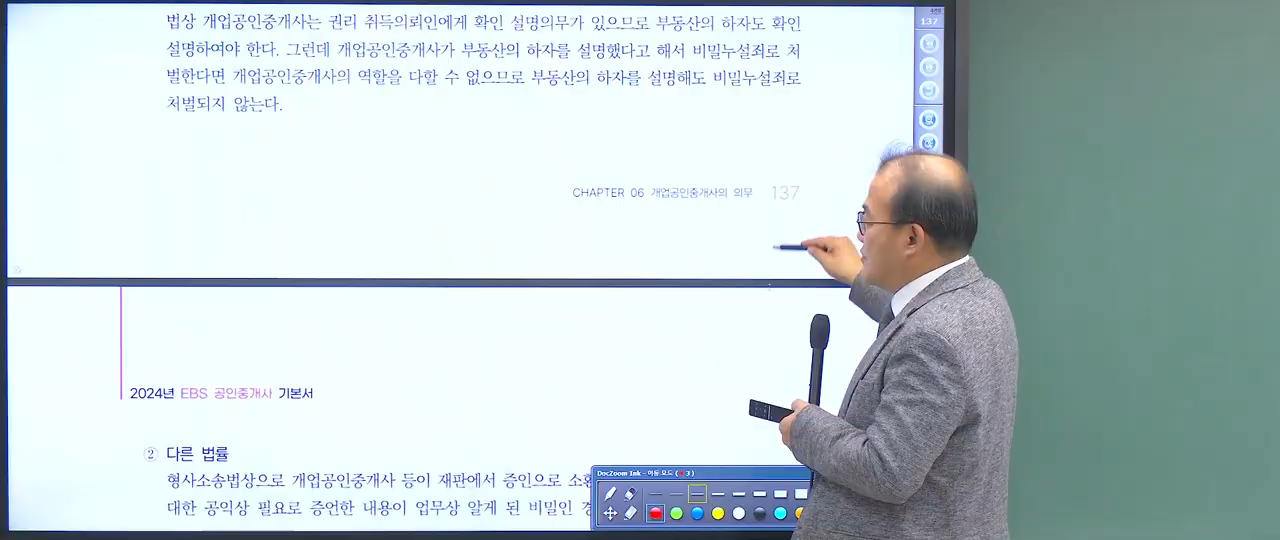 법상 개업공인중개사는 권리 취득의뢰인에게 확인 설명의무가 있으므로 부동산의 하자도 확인
설명하여야 한다. 그런데 개업공인중개사가 부동산의 하자를 설명했다고 해서 비밀누설죄로 처
벌한다면 개업공인중개사의 역할을 다할 수 없으므로 부동산의 하자를 설명해도 비밀누설죄로
처벌되지 않는다.
137
CHAPTER 06 개업공인중개사의 의무 137
2024년 EBS 공인중개사 기본서
② 다른 법률
형사소송법상으로 개업공인중개사 등이 재판에서 증인으로
대한 공익상 필요로 증언한 내용이 업무상 알게 된 비밀인
DocZoom Ink - 이동 모드 ( 3 )